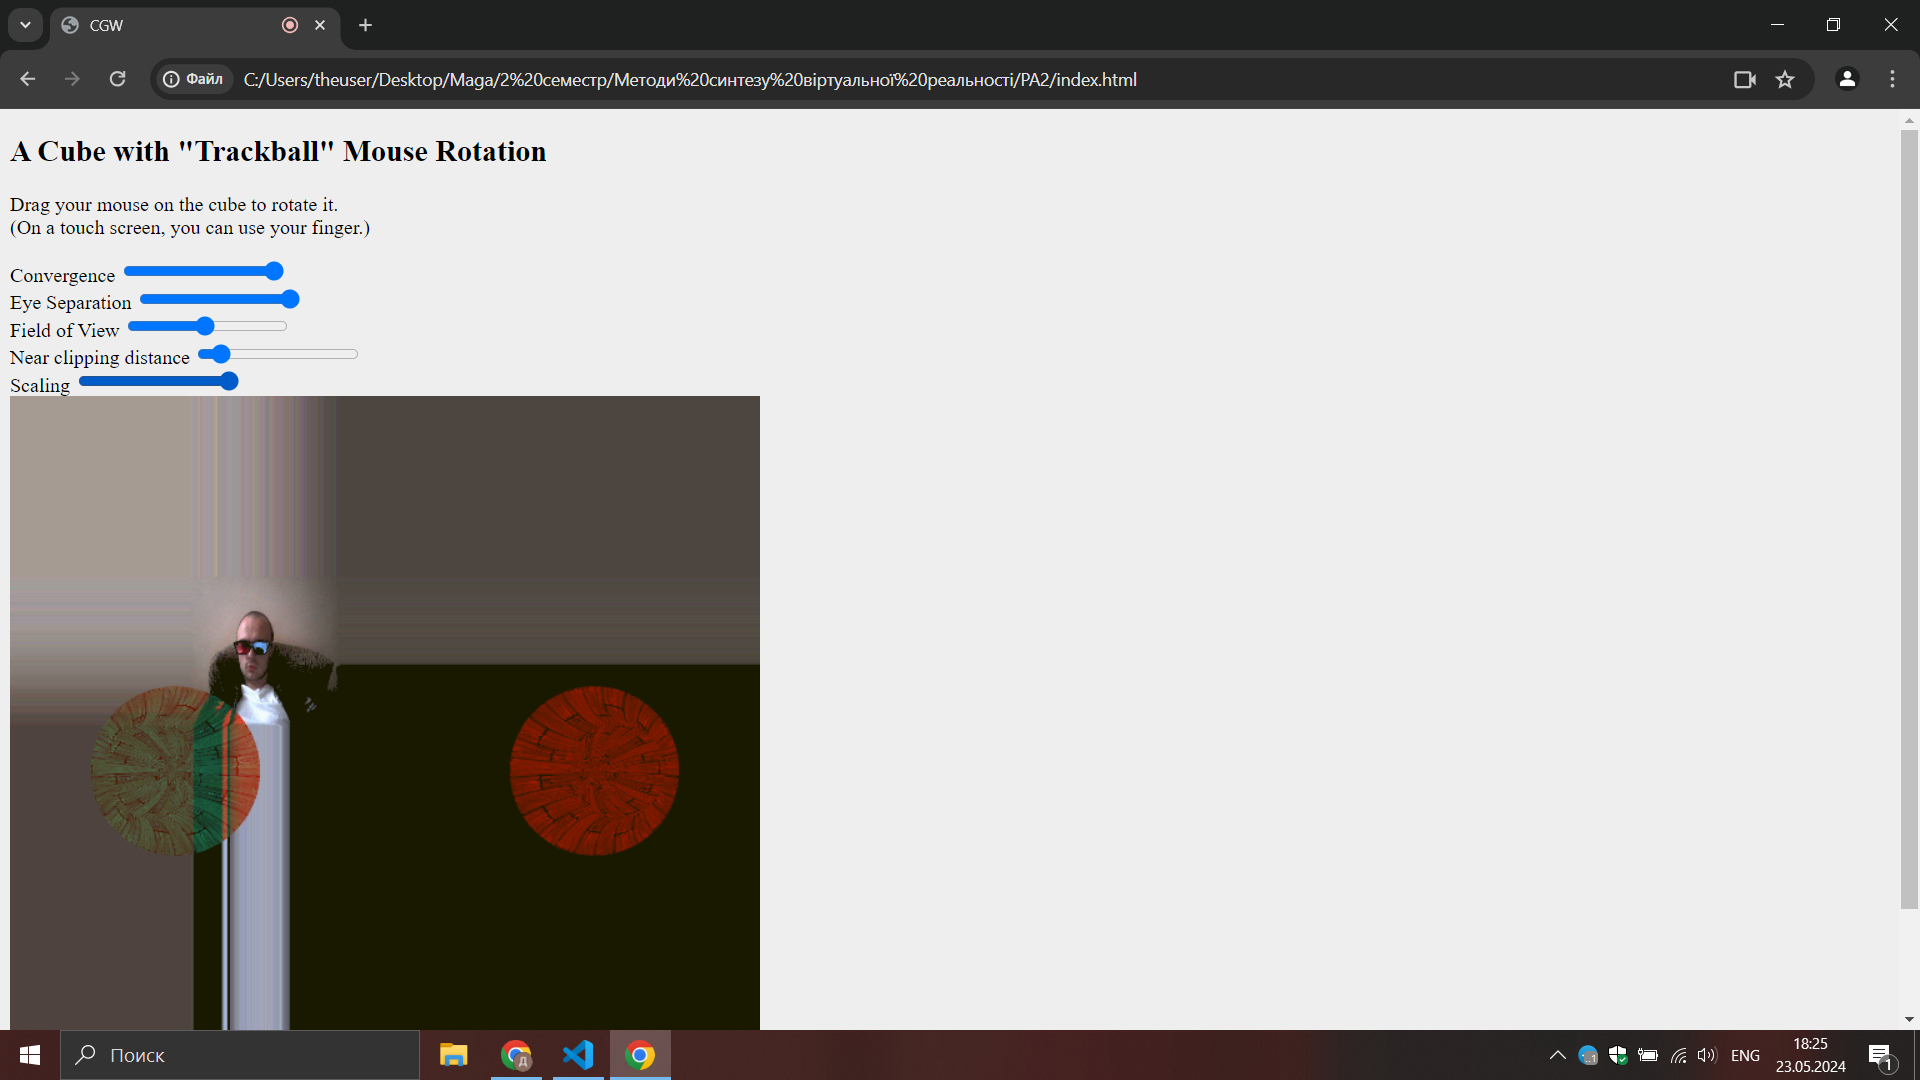 CGW
Файл
C:/Users/theuser/Desktop/Maga/2%20семестр/Методи%20синтезу%20віртуальної%20реальності/PA2/index.html
A Cube with "Trackball" Mouse Rotation
Drag your mouse on the cube to rotate it.
(On a touch screen, you can use your finger.)
Convergence
Eye Separation
Field of View
Near clipping distance
Scaling
Поиск
Д
ENG
18:25
23.05.2024
1